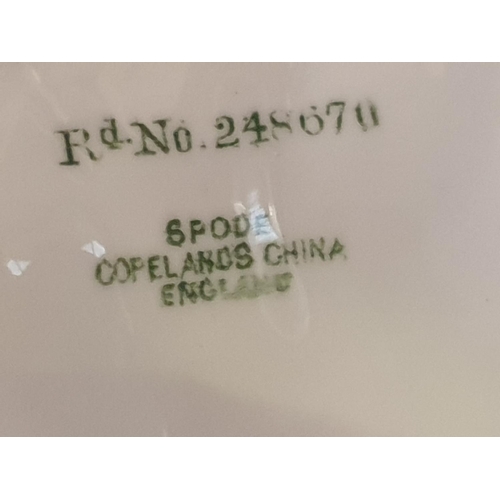 Rd. No. 248670
SPODE
COPELANDS CHINA
ENGLAND